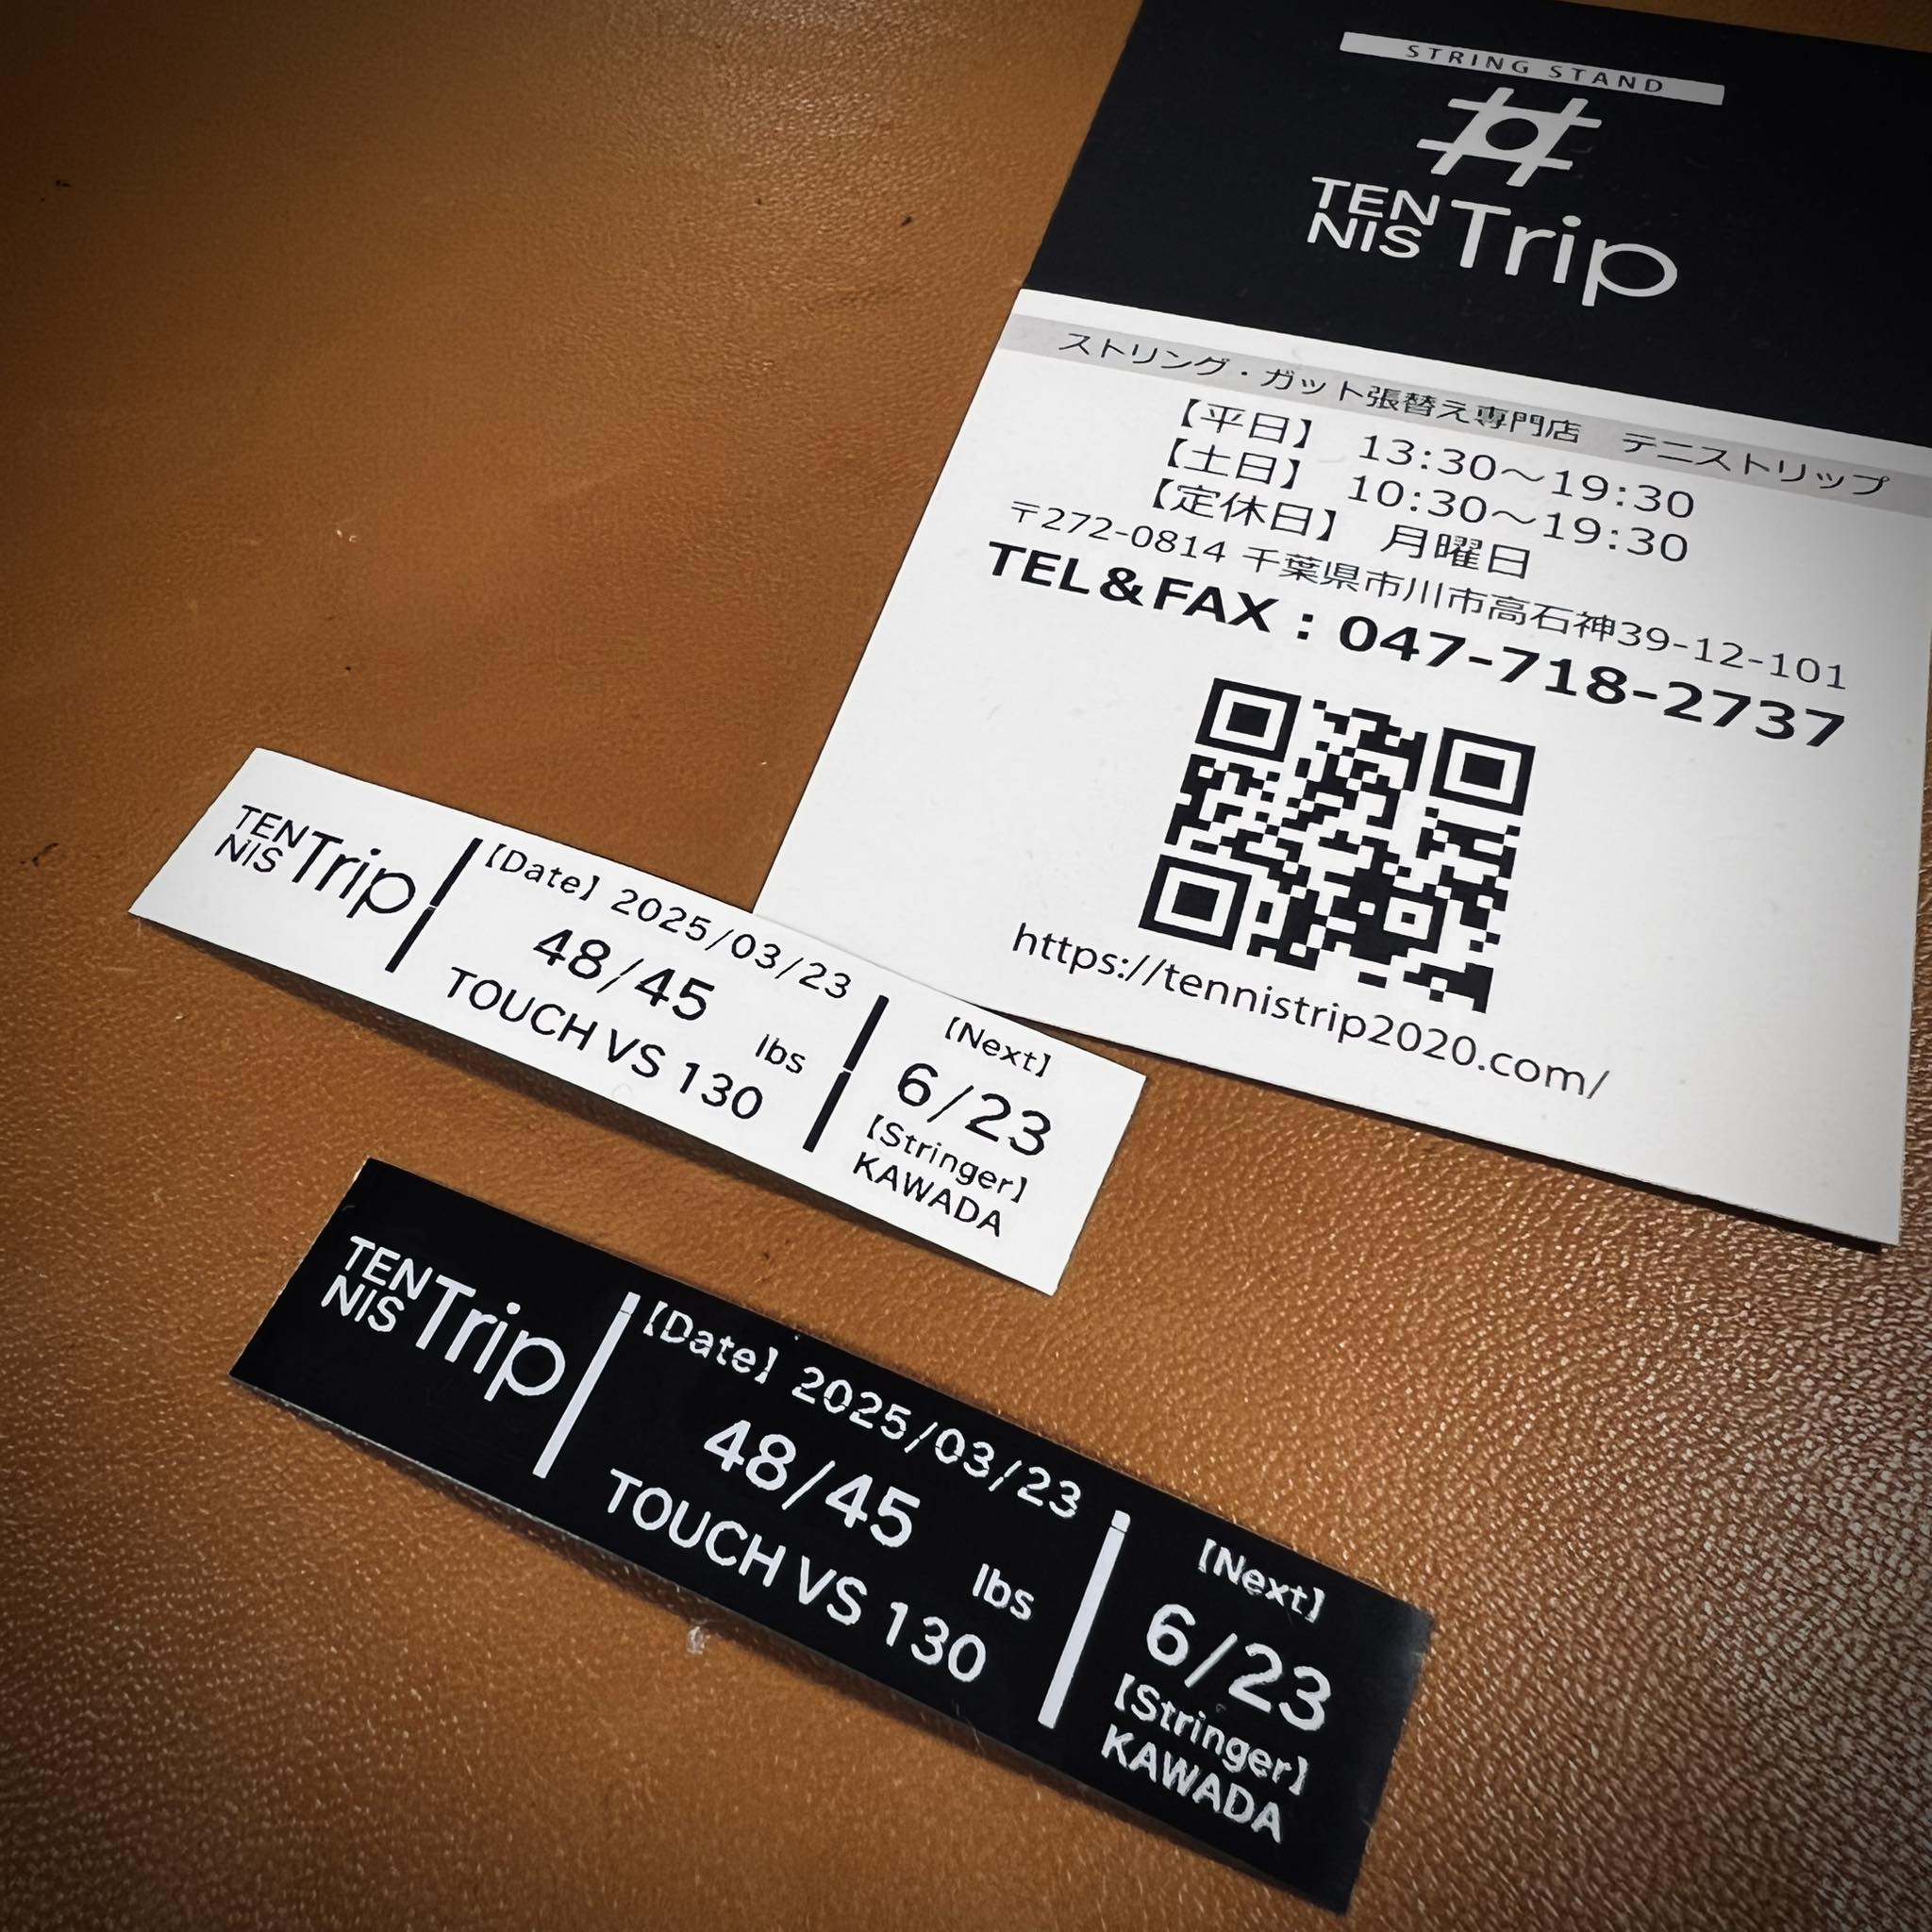 STRING STAND
TEN
NIS Trip
ストリング・ガット張替え専門店　テニストリップ
【平日】 13:30～19:30
【土日】 10:30～19:30
【定休日】 月曜日
〒272-0814 千葉県市川市高石神39-12-101
TEL&FAX：047-718-2737
https://tennistrip2020.com/
TEN
NIS Trip
【Date】2025/03/23
48/45
lbs
TOUCH VS 130
【Next】
6/23
【Stringer】
KAWADA
TEN
NIS Trip
【Date】2025/03/23
48/45
lbs
TOUCH VS 130
【Next】
6/23
【Stringer】
KAWADA